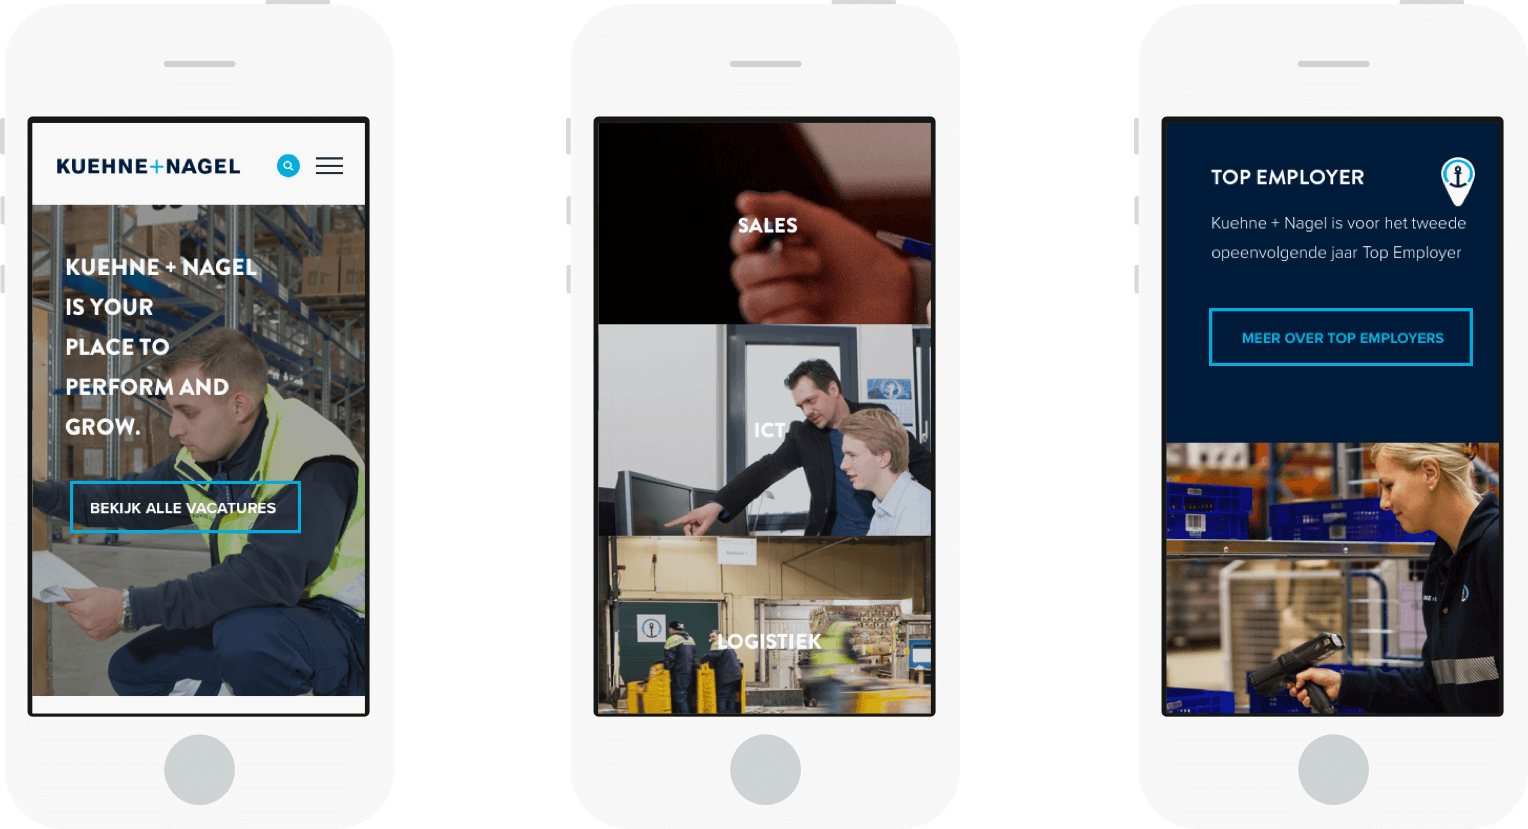 KUEHNE+NAGEL
KUEHNE + NAGEL
IS YOUR
PLACE TO
PERFORM AND
GROW.
BEKIJK ALLE VACATURES
SALES
ICT
LOGISTIEK
TOP EMPLOYER
Kuehne + Nagel is voor het tweede
opeenvolgende jaar Top Employer
MEER OVER TOP EMPLOYERS